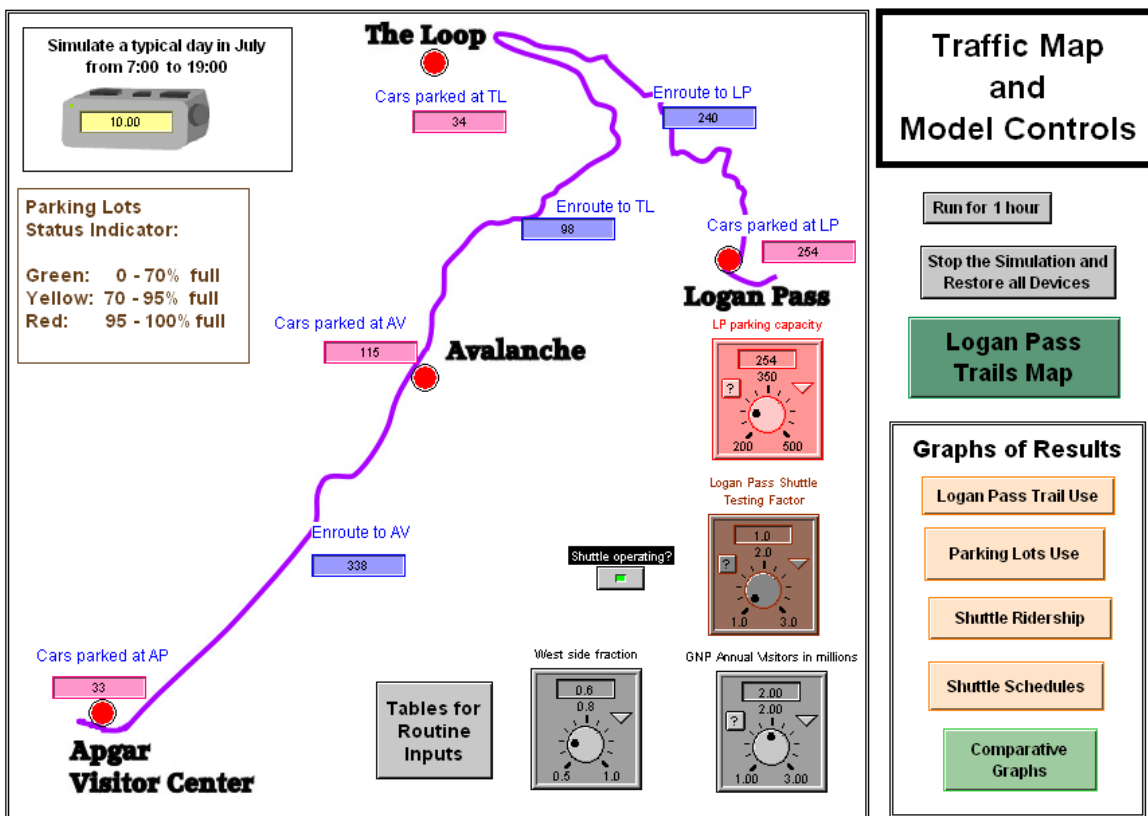 Simulate a typical day in July
from 7:00 to 19:00
10.00
The Loop
Cars parked at TL
34
Enroute to LP
240
Traffic Map
and
Model Controls
Parking Lots
Status Indicator:
Green: 0 - 70% full
Yellow: 70 - 95% full
Red: 95 - 100% full
Enroute to TL
98
Cars parked at LP
254
Logan Pass
Run for 1 hour
Stop the Simulation and
Restore all Devices
Logan Pass
Trails Map
Cars parked at AV
115
Avalanche
LP parking capacity
254
350
?
200 500
Logan Pass Shuttle
Testing Factor
1.0
2.0
?
1.0 3.0
Graphs of Results
Logan Pass Trail Use
Parking Lots Use
Shuttle Ridership
Shuttle Schedules
Comparative
Graphs
Enroute to AV
338
Shuttle operating?
Cars parked at AP
33
Apgar
Visitor Center
Tables for
Routine
Inputs
West side fraction
0.6
0.8
0.5 1.0
GNP Annual Visitors in millions
2.00
2.00
?
1.00 3.00